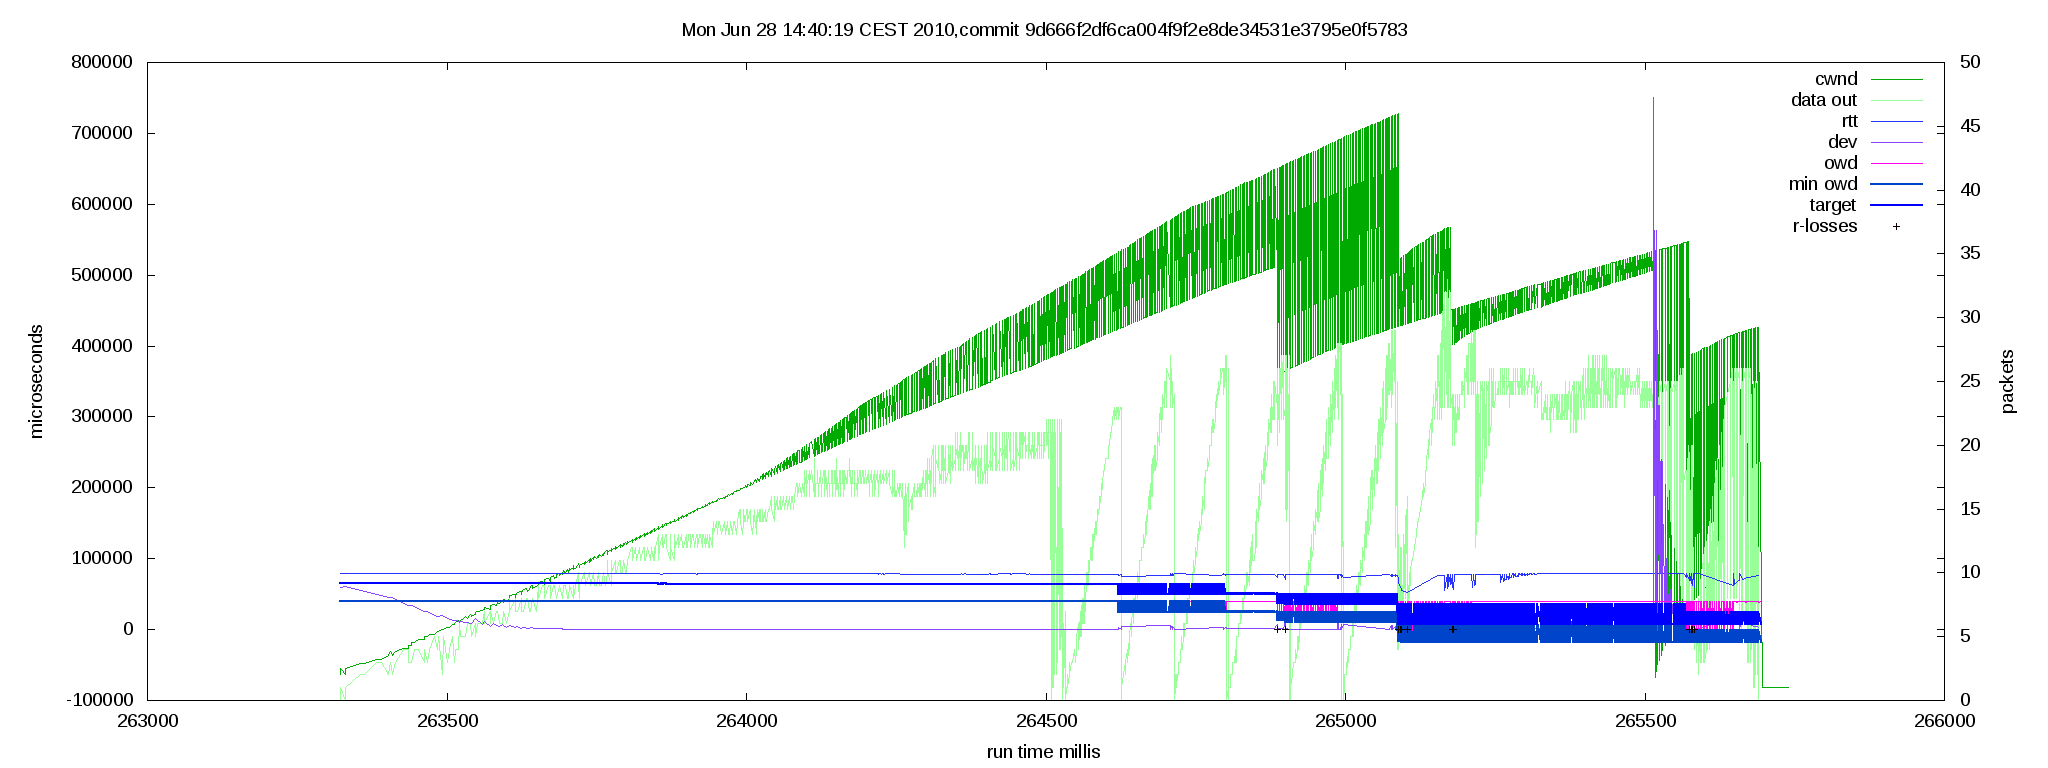 Mon Jun 28 14:40:19 CEST 2010,commit 9d666f2df6ca004f9f2e8de34531e3795e0f5783
800000
700000
600000
500000
400000
300000
200000
100000
0
-100000
microseconds
50
45
40
35
30
25
20
15
10
5
0
packets
cwnd
data out
rtt
dev
owd
min owd
target
r-losses
263000
263500
264000
264500
265000
265500
266000
run time millis